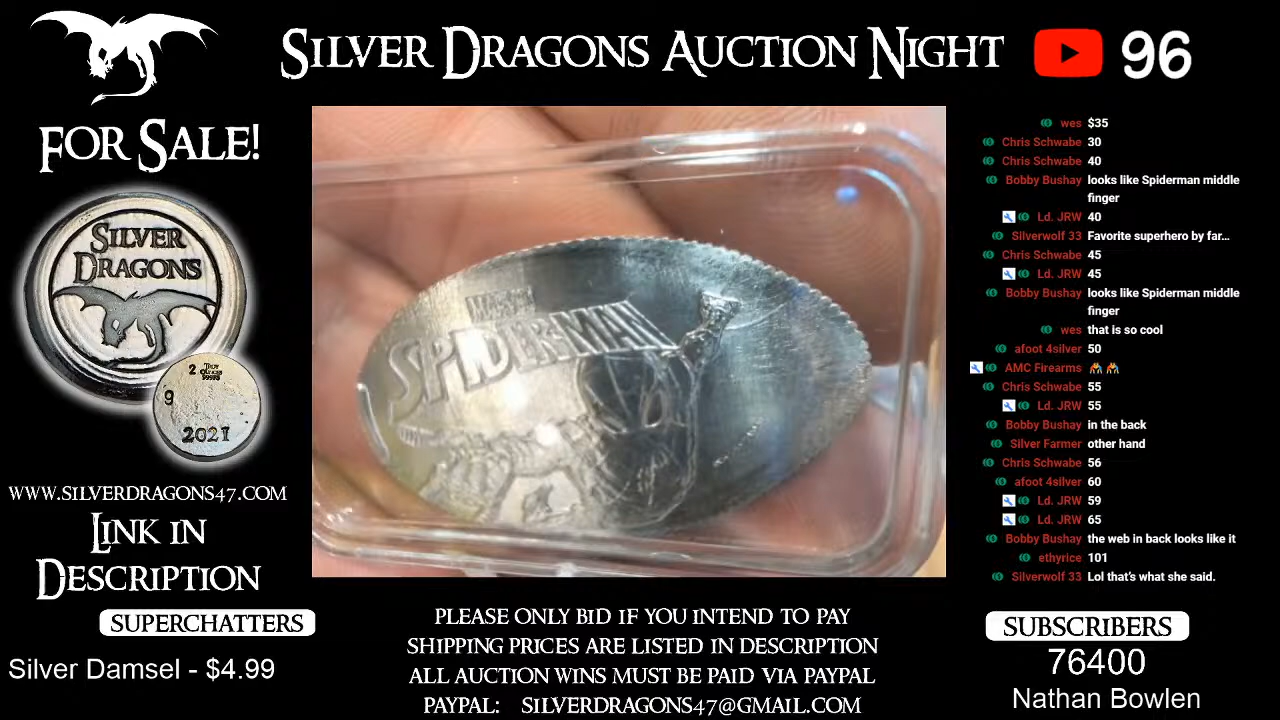 SILVER DRAGONS AUCTION NIGHT
96
FOR SALE!
SILVER
DRAGONS
2 TROY
OUNCES
9
2021
WWW.SILVERDRAGONS47.COM
LINK IN
DESCRIPTION
SUPERCHATTERS
Silver Damsel - $4.99
SPIDER-MAN
PLEASE ONLY BID IF YOU INTEND TO PAY
SHIPPING PRICES ARE LISTED IN DESCRIPTION
ALL AUCTION WINS MUST BE PAID VIA PAYPAL
PAYPAL: SILVERDRAGONS47@GMAIL.COM
wes $35
Chris Schwabe 30
Chris Schwabe 40
Bobby Bushay looks like Spiderman middle
finger
Ld. JRW 40
Silverwolf 33 Favorite superhero by far...
Chris Schwabe 45
Ld. JRW 45
Bobby Bushay looks like Spiderman middle
finger
wes that is so cool
afoot 4silver 50
AMC Firearms
Chris Schwabe 55
Ld. JRW 55
Bobby Bushay in the back
Silver Farmer other hand
Chris Schwabe 56
afoot 4silver 60
Ld. JRW 59
Ld. JRW 65
Bobby Bushay the web in back looks like it
ethyrice 101
Silverwolf 33 Lol that's what she said.
SUBSCRIBERS
76400
Nathan Bowlen